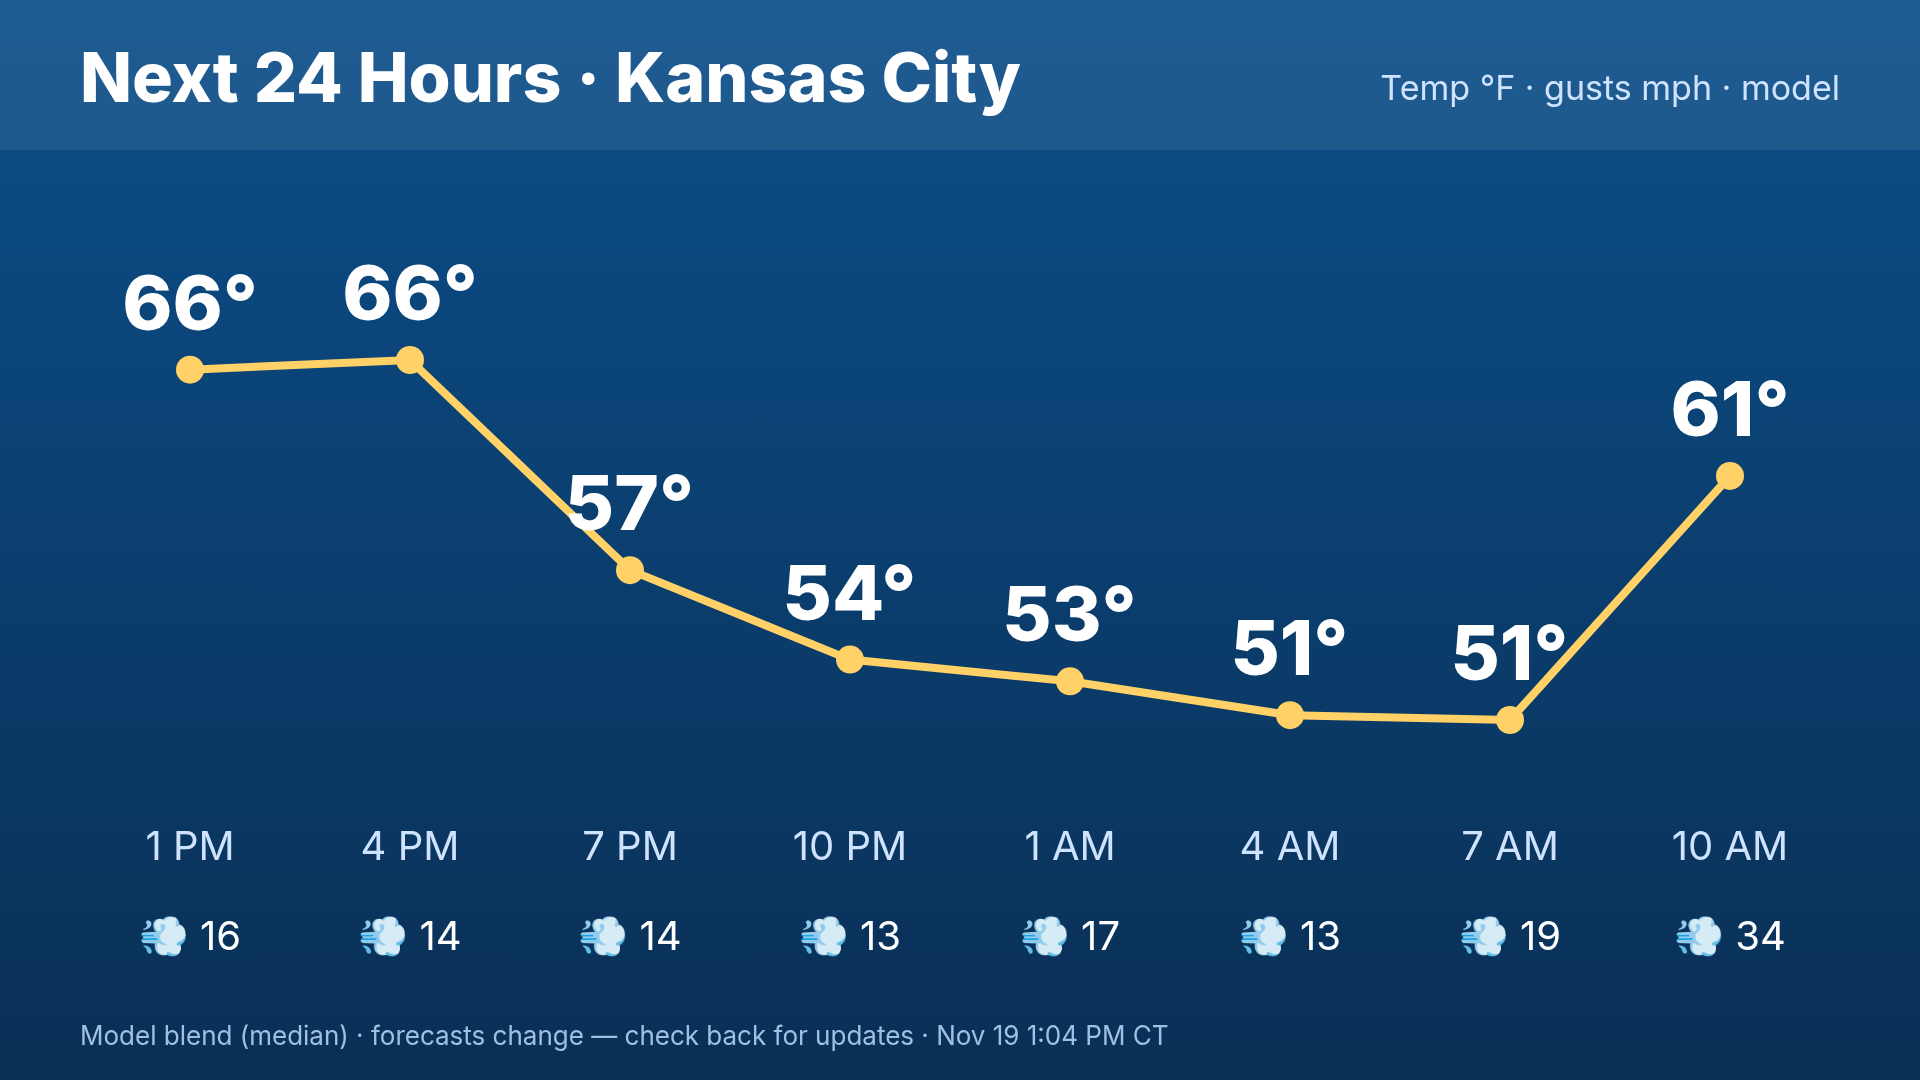 Next 24 Hours · Kansas City
Temp °F · gusts mph · model
66° 66° 57° 54° 53° 51° 51° 61°
1 PM 4 PM 7 PM 10 PM 1 AM 4 AM 7 AM 10 AM
💨 16 💨 14 💨 14 💨 13 💨 17 💨 13 💨 19 💨 34
Model blend (median) · forecasts change — check back for updates · Nov 19 1:04 PM CT